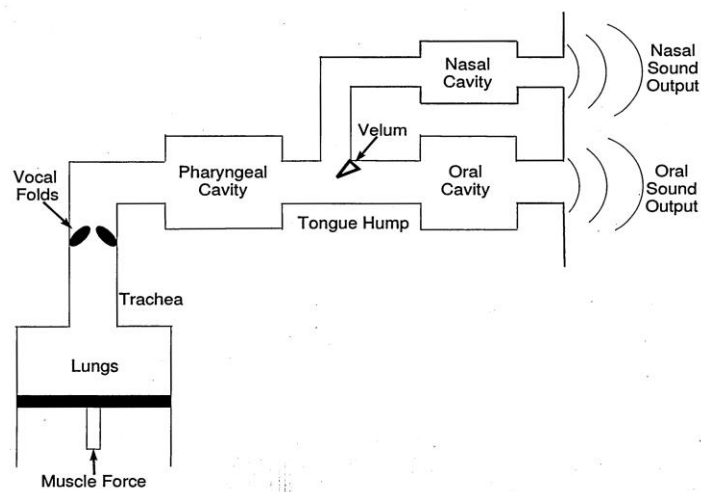 Nasal
Cavity
Nasal
Sound
Output
Velum
Vocal
Folds
Pharyngeal
Cavity
Oral
Cavity
Oral
Sound
Output
Tongue Hump
Trachea
Lungs
Muscle Force